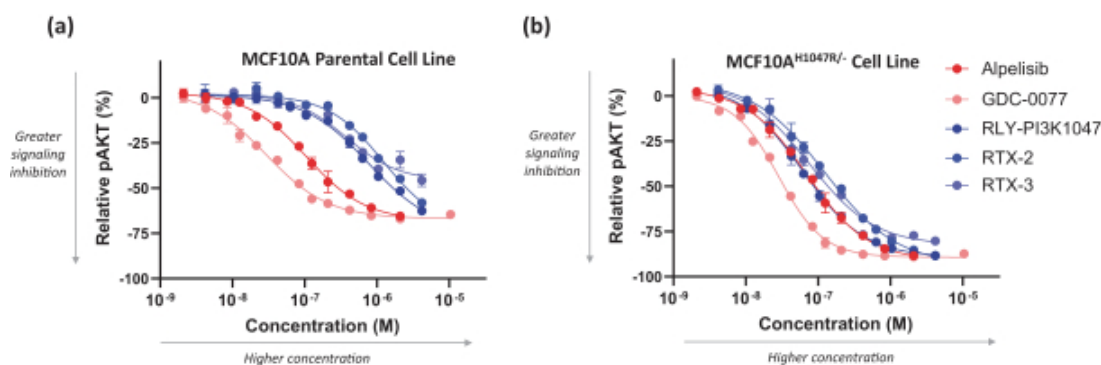 (a)
MCF10A Parental Cell Line
Greater
signaling
inhibition
Relative pAKT (%)
0
-25
-50
-75
-100
10-9
10-8
10-7
10-6
10-5
Concentration (M)
Higher concentration
(b)
MCF10AH1047R/- Cell Line
Greater
signaling
inhibition
Relative pAKT (%)
0
-25
-50
-75
-100
10-9
10-8
10-7
10-6
10-5
Concentration (M)
Higher concentration
Alpelisib
GDC-0077
RLY-PI3K1047
RTX-2
RTX-3